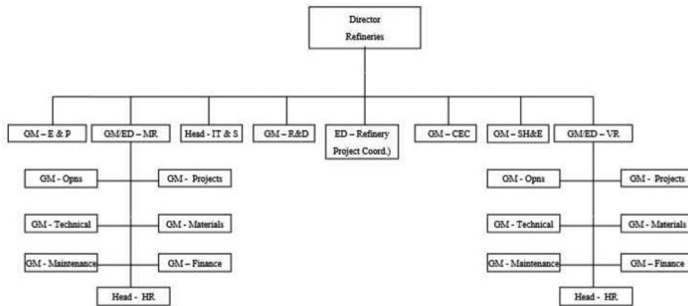 Director
Refineries
GM – E & P
GM/ED – MR
Head - IT & S
GM – R&D
ED – Refinery
Project Coord.)
GM – CEC
GM – SH&E
GM/ED – VR
GM - Opns
GM - Projects
GM - Opns
GM - Projects
GM - Technical
GM - Materials
GM - Technical
GM - Materials
GM - Maintenance
GM – Finance
GM - Maintenance
GM – Finance
Head - HR
Head - HR